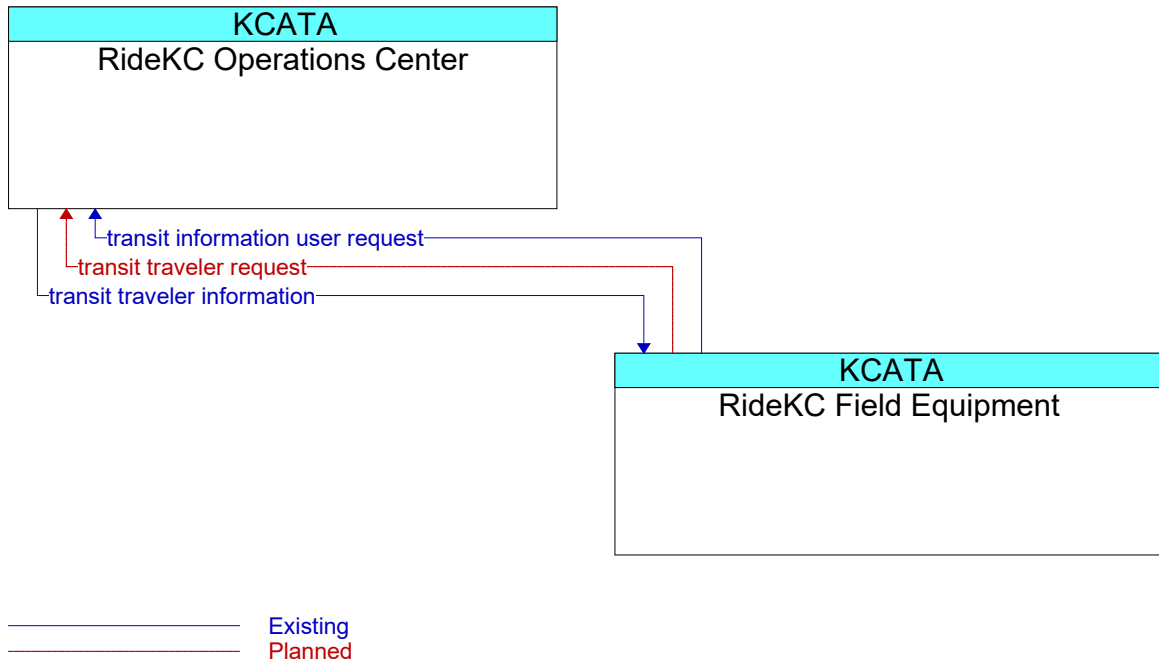 KCATA
RideKC Operations Center
transit information user request
transit traveler request
transit traveler information
KCATA
RideKC Field Equipment
Existing
Planned